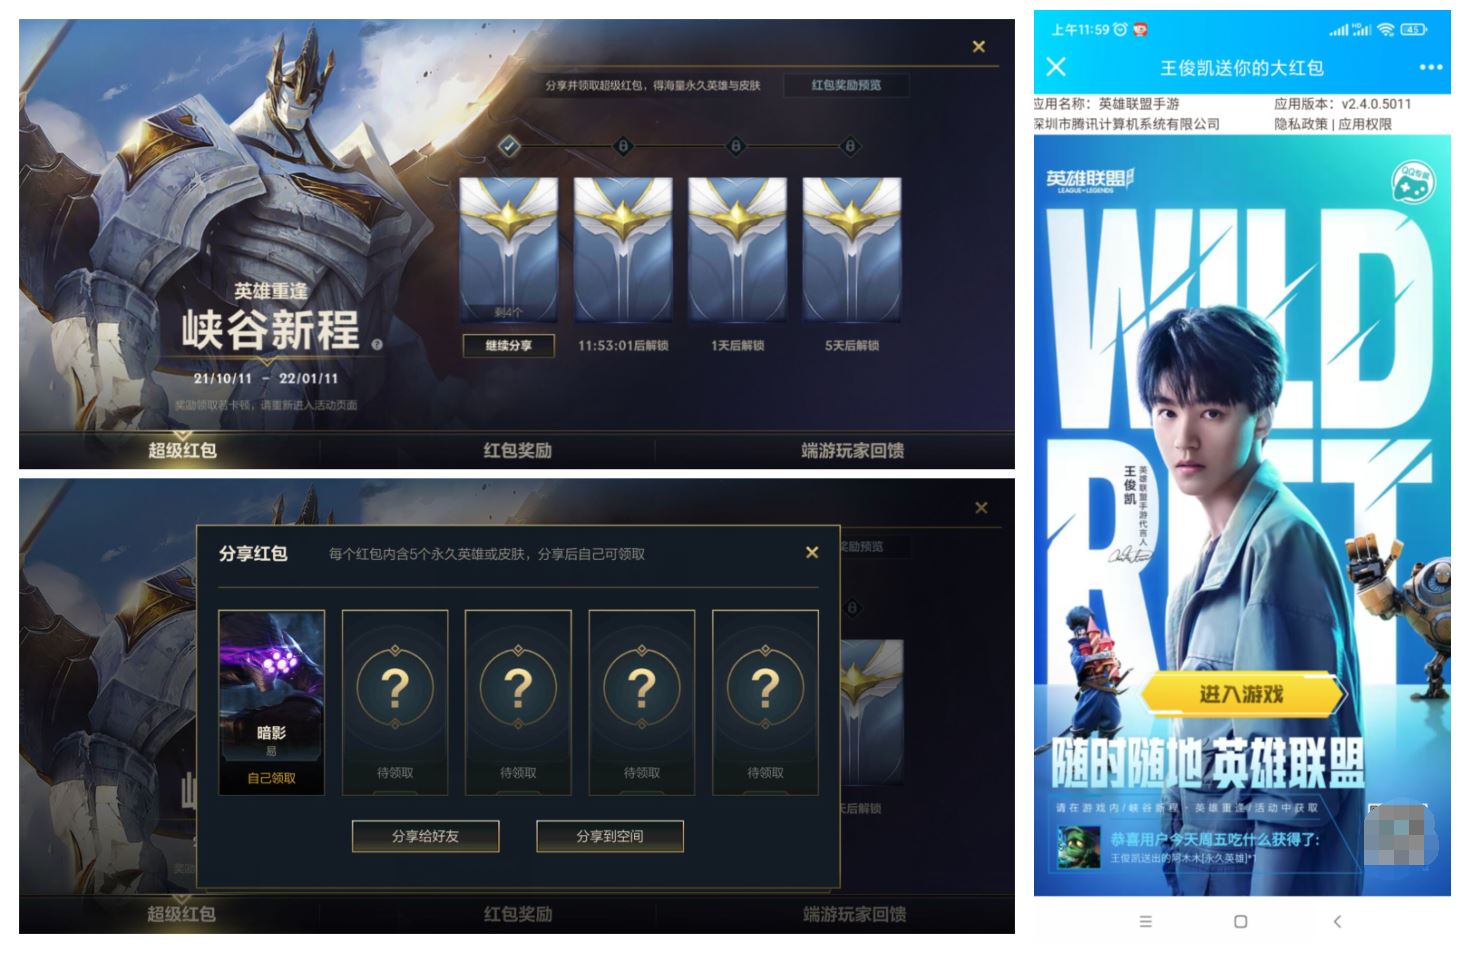 分享并领取超级红包，得海量永久英雄与皮肤
红包奖励预览
剩4个
继续分享
11:53:01后解锁
1天后解锁
5天后解锁
英雄重逢
峡谷新程
21/10/11 - 22/01/11
奖励领取若卡顿，请重新进入活动页面
超级红包
红包奖励
端游玩家回馈
分享红包
每个红包内含5个永久英雄或皮肤，分享后自己可领取
奖励预览
暗影
易
自己领取
待领取
待领取
待领取
待领取
分享给好友
分享到空间
天后解锁
超级红包
红包奖励
端游玩家回馈
上午11:59
45
王俊凯送你的大红包
应用名称：英雄联盟手游
应用版本：v2.4.0.5011
深圳市腾讯计算机系统有限公司
隐私政策 | 应用权限
英雄联盟
LEAGUE OF LEGENDS
QQ专属
WILD
RIFT
英雄联盟手游代言人
王俊凯
进入游戏
随时随地 英雄联盟
请在游戏内/峡谷新程 - 英雄重逢/活动中获取
恭喜用户今天周五吃什么获得了:
王俊凯送出的阿木木[永久英雄]*1